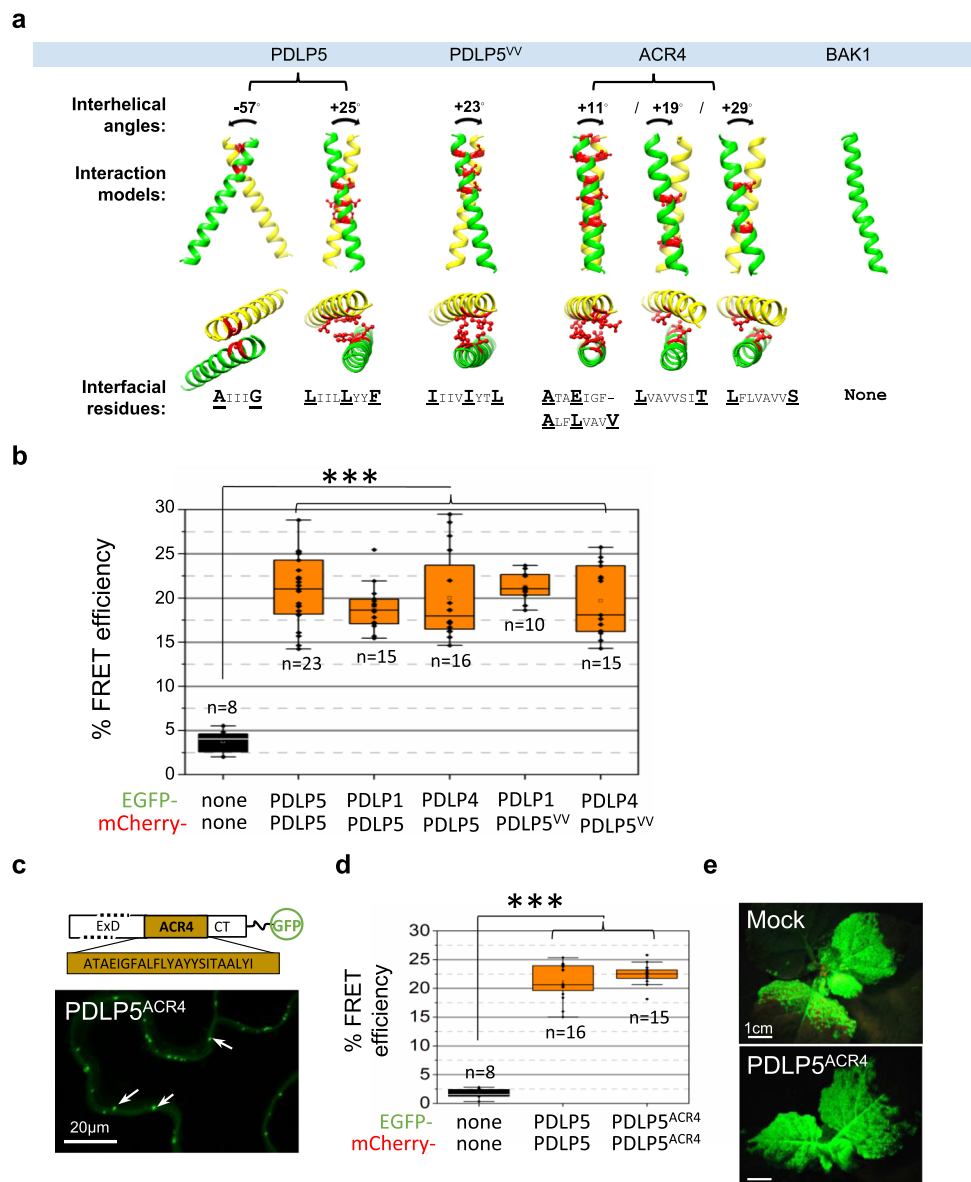 a
PDLP5 PDLP5VV ACR4 BAK1
Interhelical angles: -57° +25° +23° +11° / +19° / +29°
Interaction models:
Interfacial residues: AIIIG LIILLYYF IIIVIYTL ATAEIGF- LVAVVSIT LFLVAVVS None
ALFLVAVV
b
***
% FRET efficiency
30
25
20
15
10
5
0
n=8 n=23 n=15 n=16 n=10 n=15
EGFP- none PDLP5 PDLP1 PDLP4 PDLP1 PDLP4
mCherry- none PDLP5 PDLP5 PDLP5 PDLP5VV PDLP5VV
c
ExD ACR4 CT GFP
ATAEIGFALFLYAYYSITAALYI
PDLP5ACR4
20μm
d
***
% FRET efficiency
30
25
20
15
10
5
0
n=8 n=16 n=15
EGFP- none PDLP5 PDLP5ACR4
mCherry- none PDLP5 PDLP5ACR4
e
Mock
1cm
PDLP5ACR4